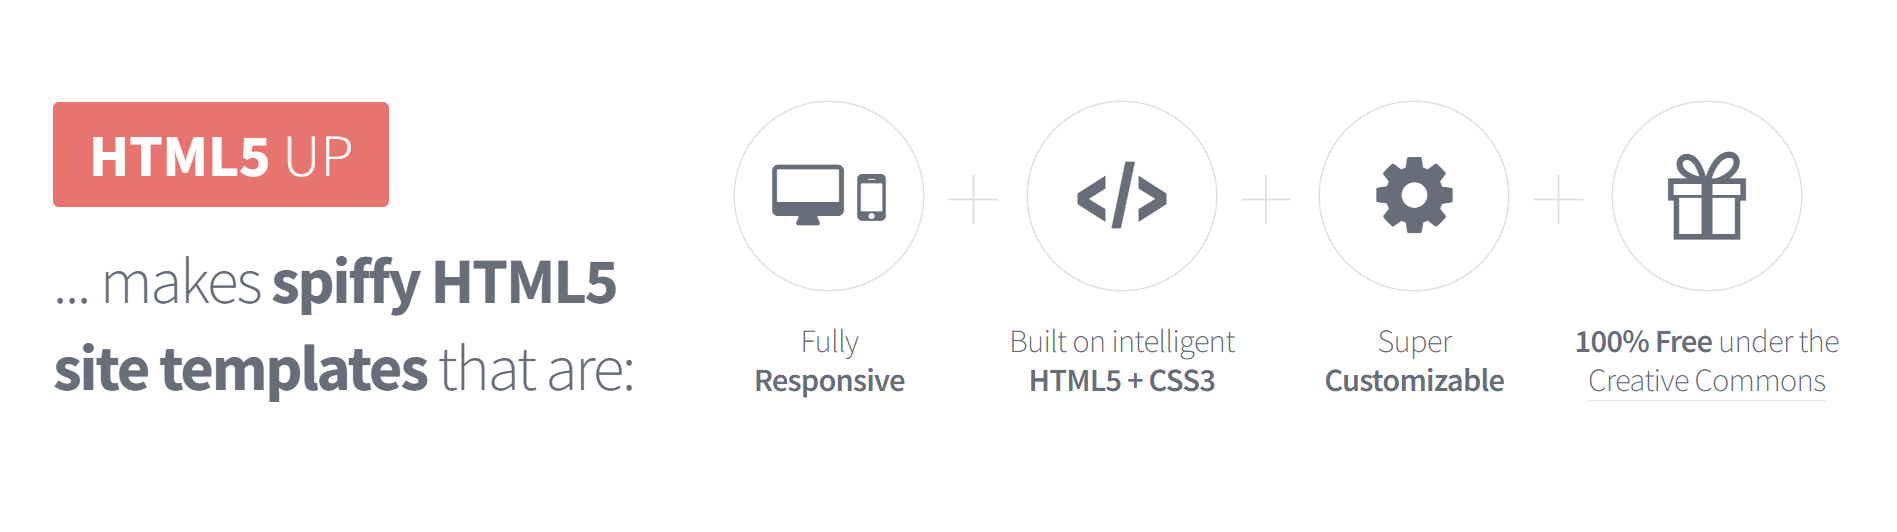 HTML5 UP
... makes spiffy HTML5
site templates that are:
Fully
Responsive
Built on intelligent
HTML5 + CSS3
Super
Customizable
100% Free under the
Creative Commons